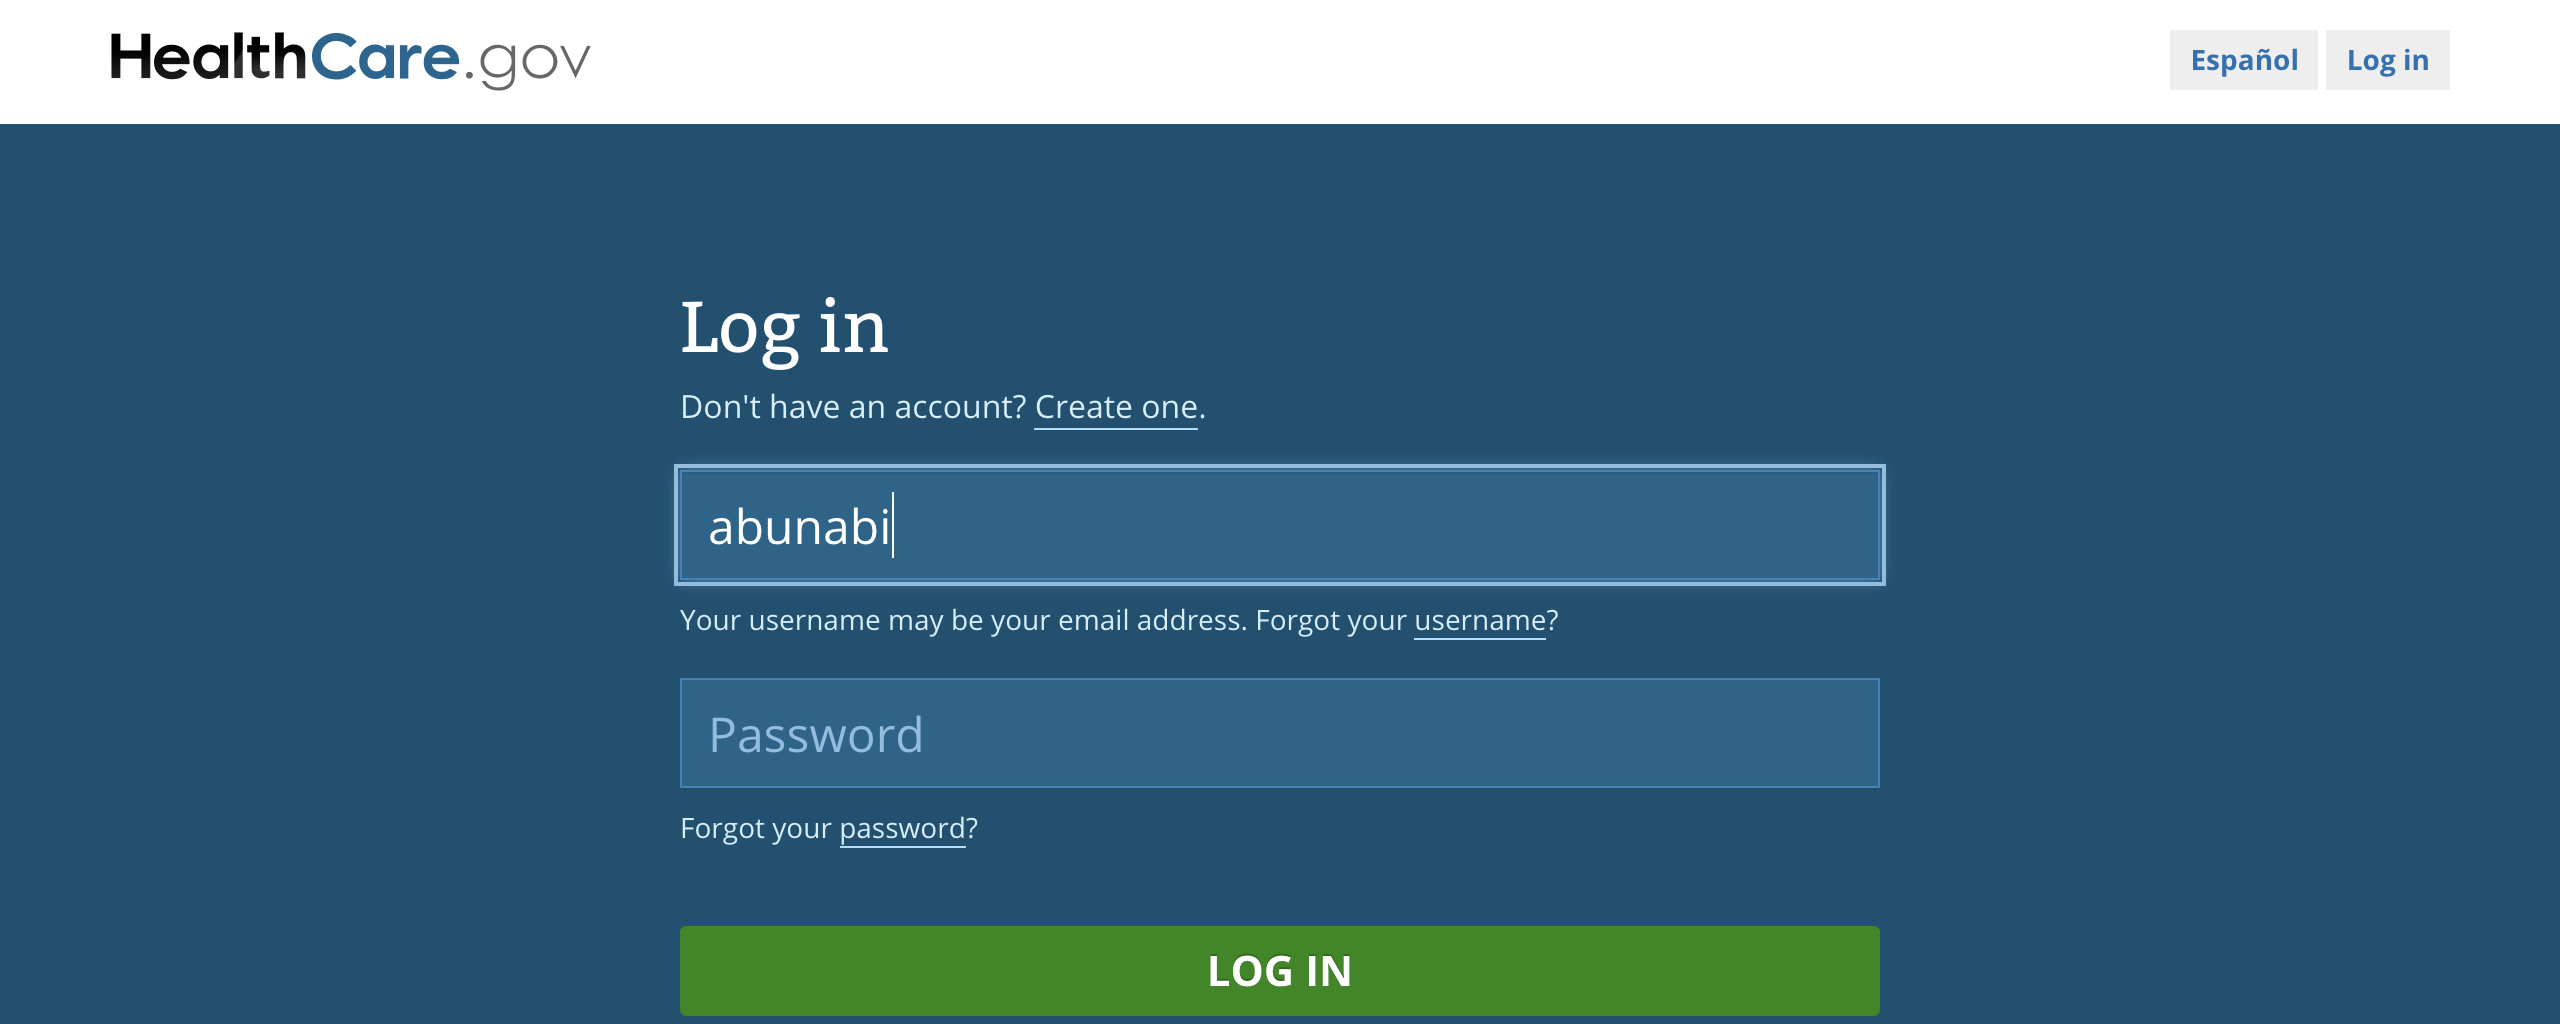 HealthCare.gov
Español
Log in
Log in
Don't have an account? Create one.
abunabi
Your username may be your email address. Forgot your username?
Password
Forgot your password?
LOG IN